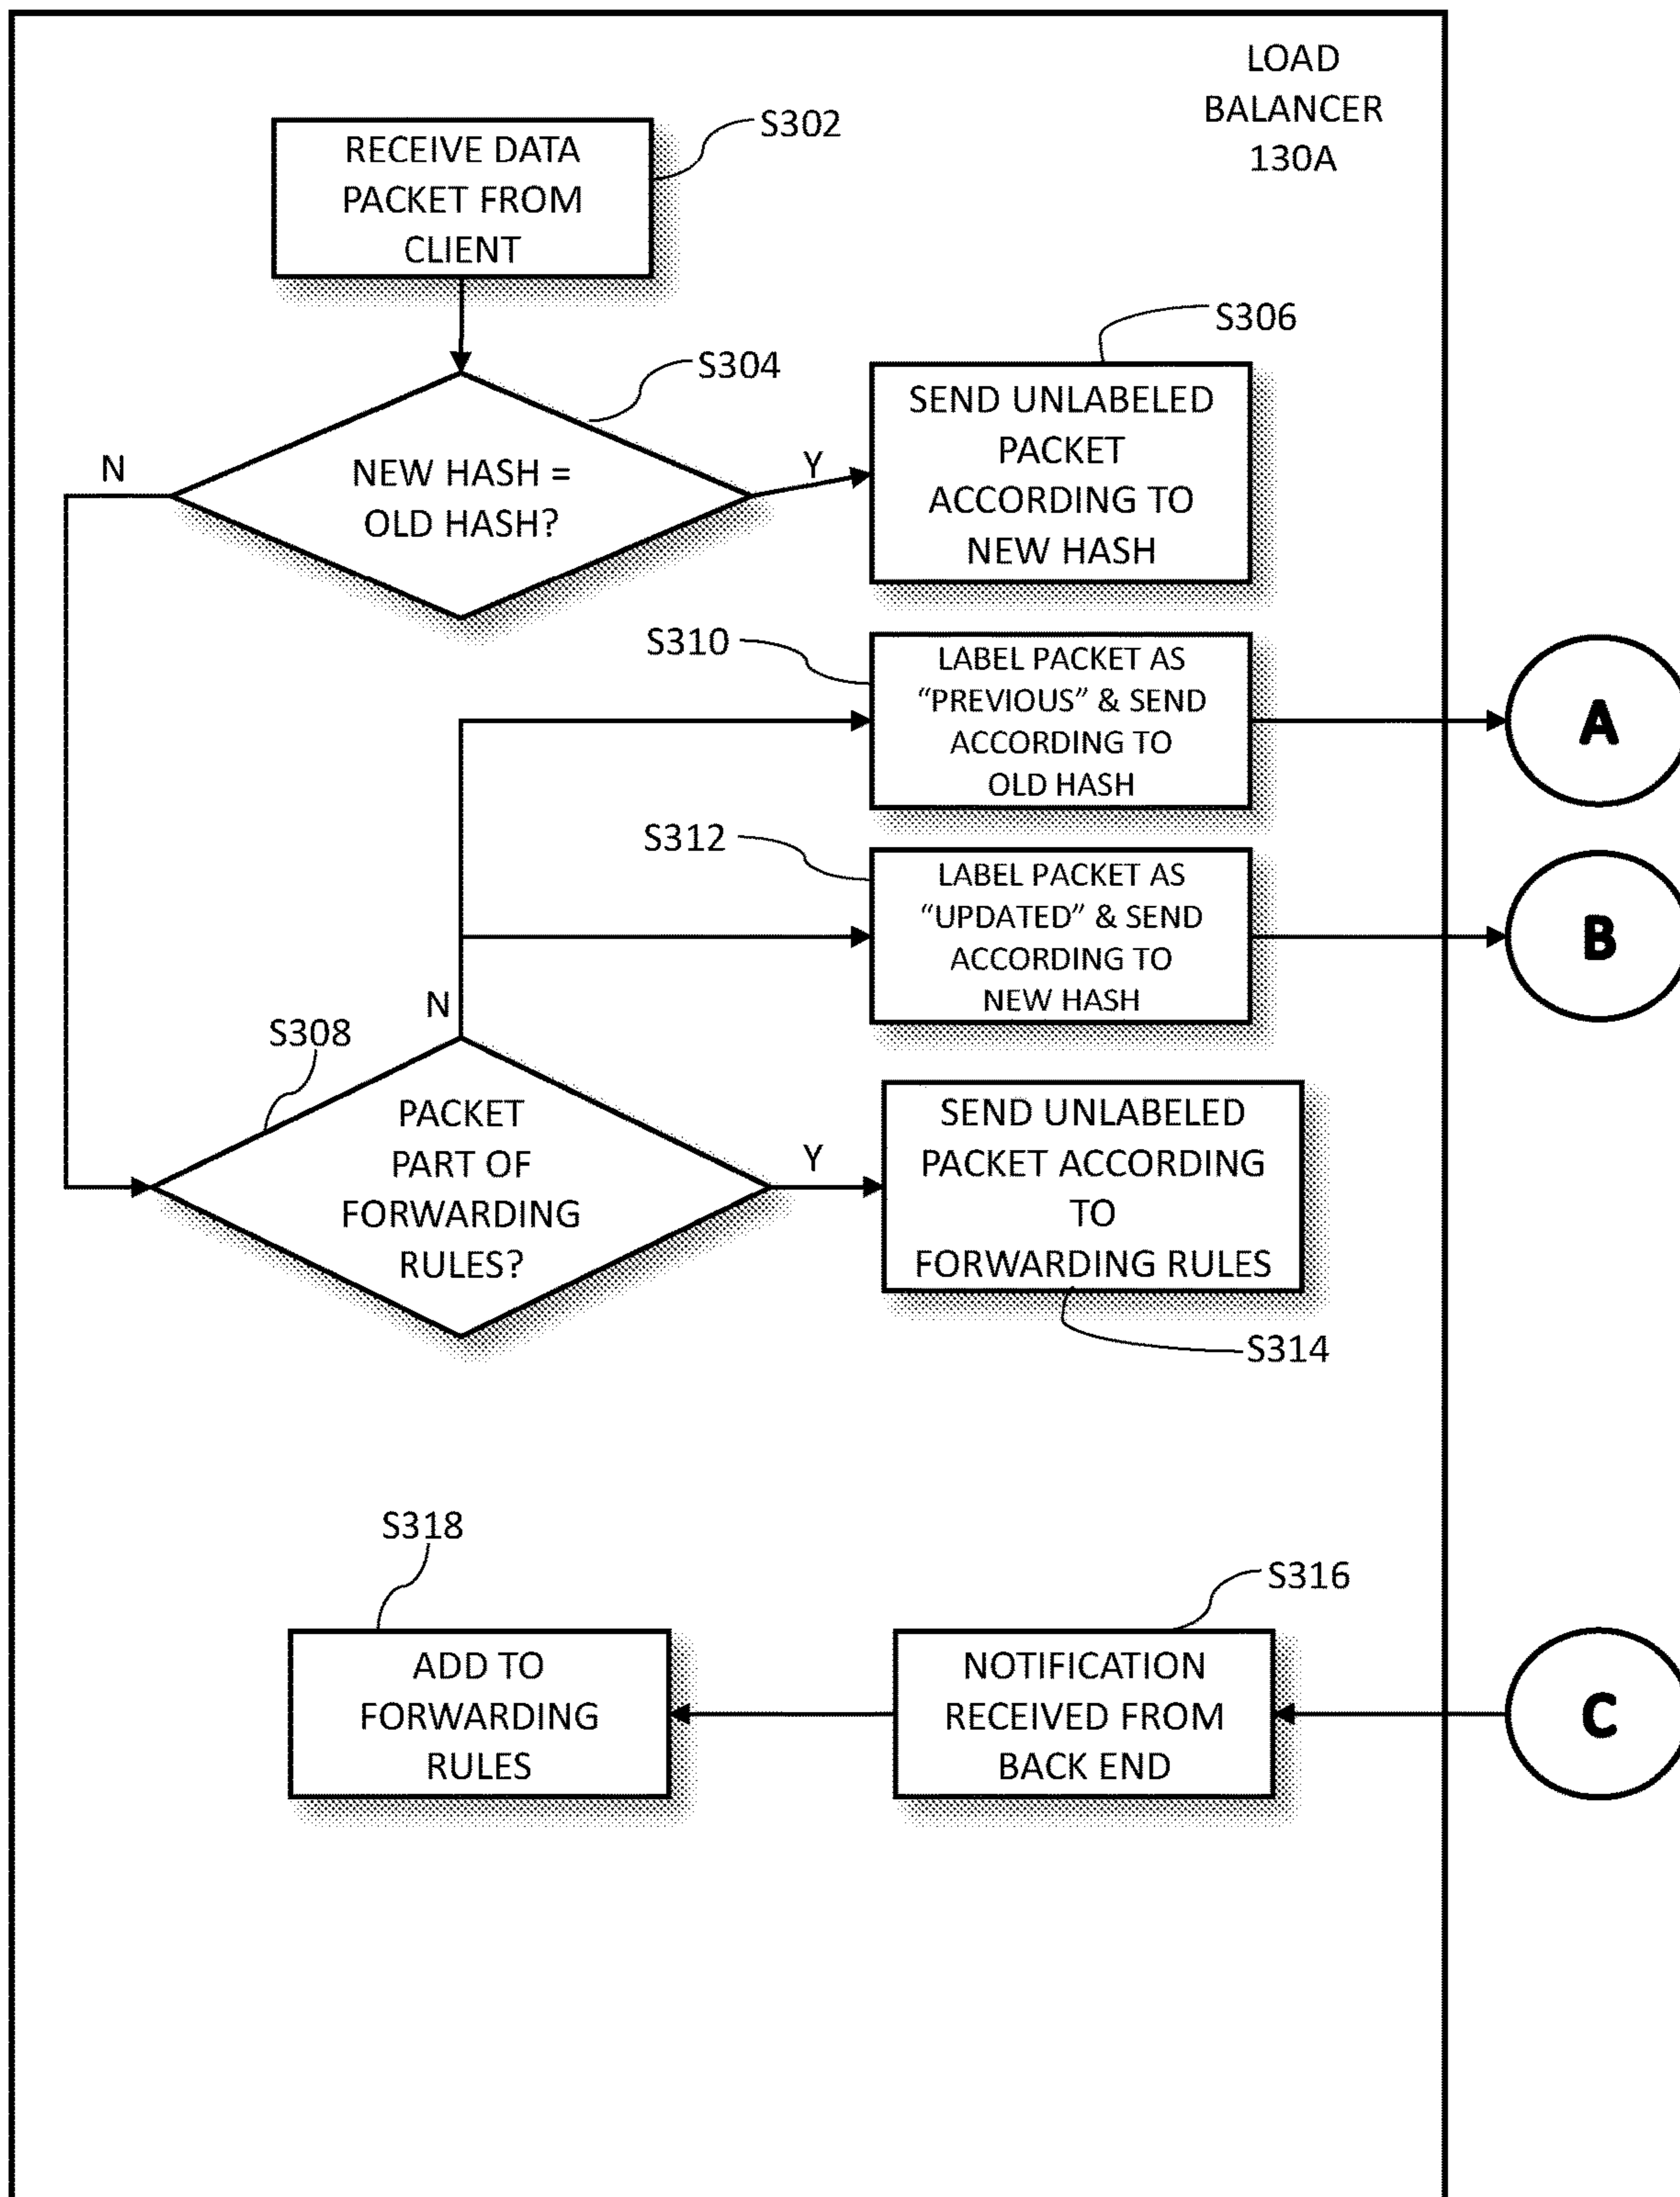 LOAD
BALANCER
130A
RECEIVE DATA
PACKET FROM
CLIENT
S302
S304
NEW HASH =
OLD HASH?
N
Y
S306
SEND UNLABELED
PACKET
ACCORDING TO
NEW HASH
S310
LABEL PACKET AS
“PREVIOUS” & SEND
ACCORDING TO
OLD HASH
A
S312
LABEL PACKET AS
“UPDATED” & SEND
ACCORDING TO
NEW HASH
B
N
S308
PACKET
PART OF
FORWARDING
RULES?
Y
SEND UNLABELED
PACKET ACCORDING
TO
FORWARDING RULES
S314
S318
ADD TO
FORWARDING
RULES
S316
NOTIFICATION
RECEIVED FROM
BACK END
C